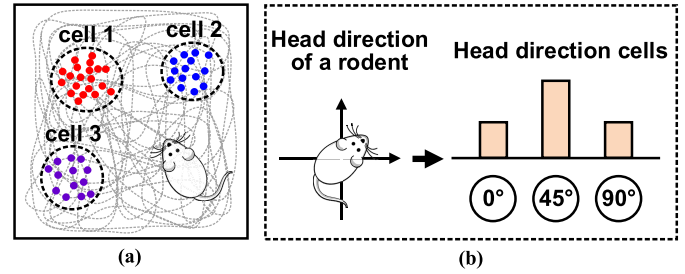 cell 1
cell 2
cell 3
(a)
Head direction
of a rodent
Head direction cells
0°
45°
90°
(b)